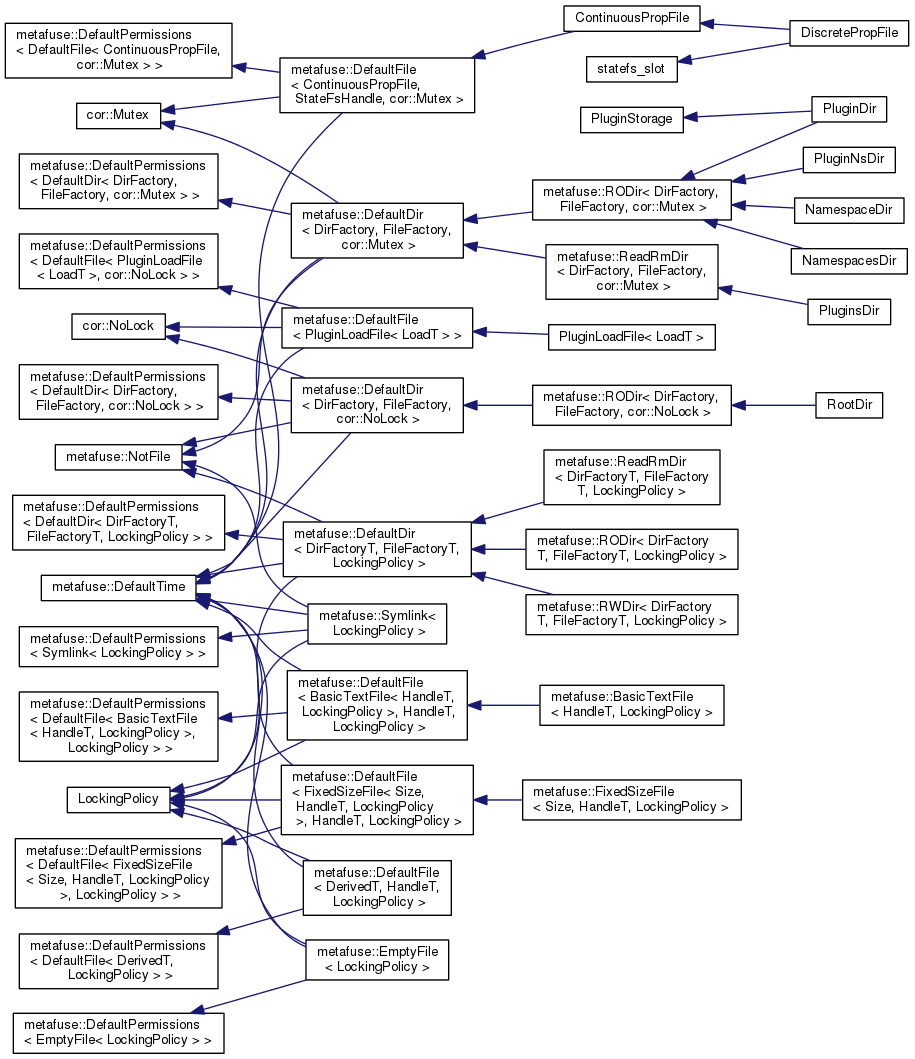 metafuse::DefaultPermissions
< DefaultFile< ContinuousPropFile,
cor::Mutex > >
cor::Mutex
metafuse::DefaultPermissions
< DefaultDir< DirFactory,
FileFactory, cor::Mutex > >
metafuse::DefaultPermissions
< DefaultFile< PluginLoadFile
< LoadT >, cor::NoLock > >
cor::NoLock
metafuse::DefaultPermissions
< DefaultDir< DirFactory,
FileFactory, cor::NoLock > >
metafuse::NotFile
metafuse::DefaultPermissions
< DefaultDir< DirFactoryT,
FileFactoryT, LockingPolicy > >
metafuse::DefaultTime
metafuse::DefaultPermissions
< Symlink< LockingPolicy > >
metafuse::DefaultPermissions
< DefaultFile< BasicTextFile
< HandleT, LockingPolicy >,
LockingPolicy > >
LockingPolicy
metafuse::DefaultPermissions
< DefaultFile< FixedSizeFile
< Size, HandleT, LockingPolicy
>, LockingPolicy > >
metafuse::DefaultPermissions
< DefaultFile< DerivedT,
LockingPolicy > >
metafuse::DefaultPermissions
< EmptyFile< LockingPolicy > >
metafuse::DefaultFile
< ContinuousPropFile,
StateFsHandle, cor::Mutex >
metafuse::DefaultDir
< DirFactory, FileFactory,
cor::Mutex >
metafuse::DefaultFile
< PluginLoadFile< LoadT > >
metafuse::DefaultDir
< DirFactory, FileFactory,
cor::NoLock >
metafuse::DefaultDir
< DirFactoryT, FileFactoryT,
LockingPolicy >
metafuse::Symlink<
LockingPolicy >
metafuse::DefaultFile
< BasicTextFile< HandleT,
LockingPolicy >, HandleT,
LockingPolicy >
metafuse::DefaultFile
< FixedSizeFile< Size,
HandleT, LockingPolicy
>, HandleT, LockingPolicy >
metafuse::DefaultFile
< DerivedT, HandleT,
LockingPolicy >
metafuse::EmptyFile
< LockingPolicy >
ContinuousPropFile
statefs_slot
PluginStorage
metafuse::RODir< DirFactory,
FileFactory, cor::Mutex >
metafuse::ReadRmDir
< DirFactory, FileFactory,
cor::Mutex >
PluginLoadFile< LoadT >
metafuse::RODir< DirFactory,
FileFactory, cor::NoLock >
metafuse::ReadRmDir
< DirFactoryT, FileFactory
T, LockingPolicy >
metafuse::RODir< DirFactory
T, FileFactoryT, LockingPolicy >
metafuse::RWDir< DirFactory
T, FileFactoryT, LockingPolicy >
metafuse::BasicTextFile
< HandleT, LockingPolicy >
metafuse::FixedSizeFile
< Size, HandleT, LockingPolicy >
DiscretePropFile
PluginDir
PluginNsDir
NamespaceDir
NamespacesDir
PluginsDir
RootDir